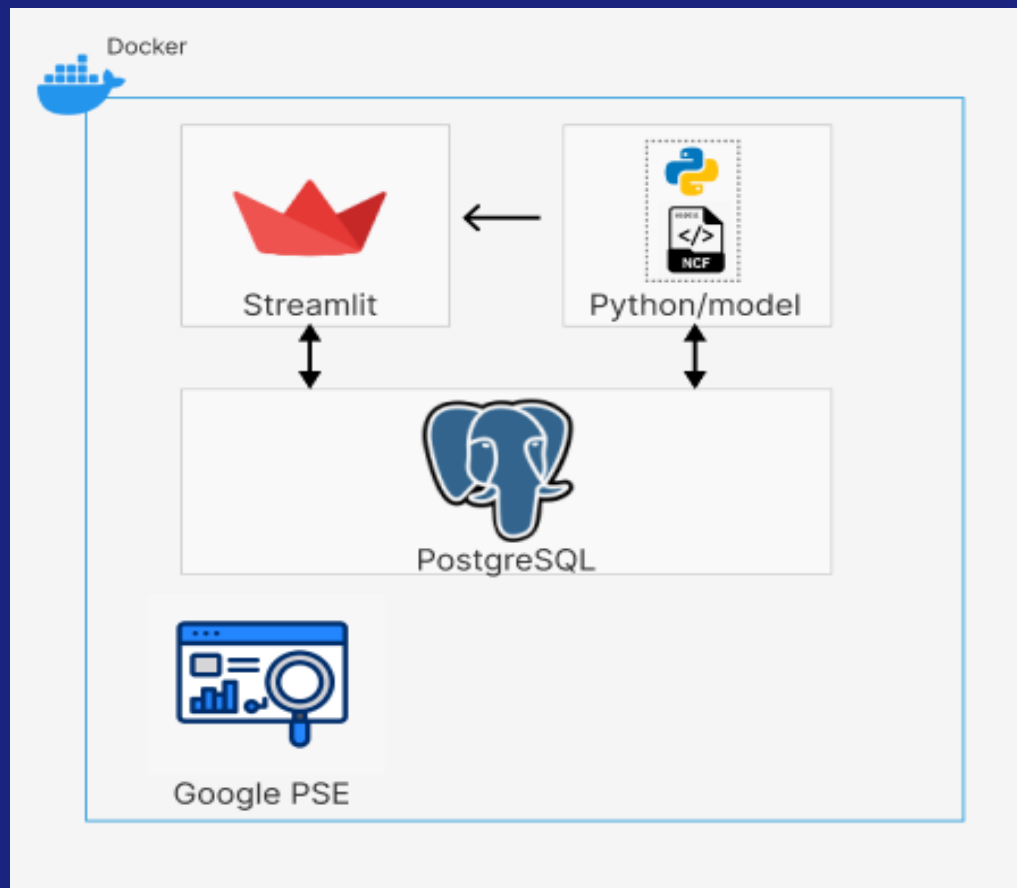 Docker
Streamlit
</>
NCF
Python/model
PostgreSQL
Google PSE